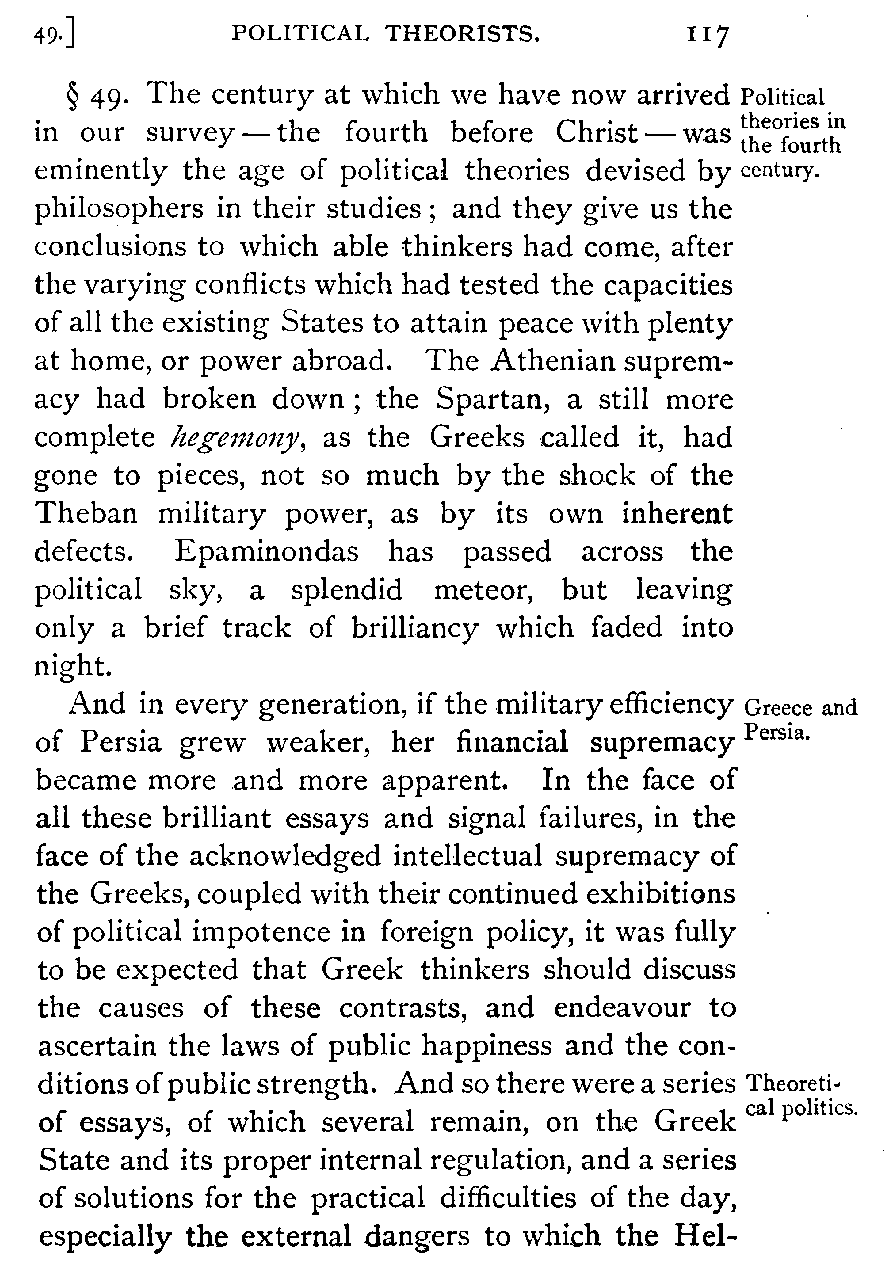 49.] POLITICAL THEORISTS. 117
§ 49. The century at which we have now arrived
Political
in our survey — the fourth before Christ — was
theories in
the fourth
eminently the age of political theories devised by
century.
philosophers in their studies ; and they give us the
conclusions to which able thinkers had come, after
the varying conflicts which had tested the capacities
of all the existing States to attain peace with plenty
at home, or power abroad. The Athenian suprem-
acy had broken down ; the Spartan, a still more
complete hegemony, as the Greeks called it, had
gone to pieces, not so much by the shock of the
Theban military power, as by its own inherent
defects. Epaminondas has passed across the
political sky, a splendid meteor, but leaving
only a brief track of brilliancy which faded into
night.
And in every generation, if the military efficiency
Greece and
of Persia grew weaker, her financial supremacy
Persia.
became more and more apparent. In the face of
all these brilliant essays and signal failures, in the
face of the acknowledged intellectual supremacy of
the Greeks, coupled with their continued exhibitions
of political impotence in foreign policy, it was fully
to be expected that Greek thinkers should discuss
the causes of these contrasts, and endeavour to
ascertain the laws of public happiness and the con-
ditions of public strength. And so there were a series
Theoreti-
of essays, of which several remain, on the Greek
cal politics.
State and its proper internal regulation, and a series
of solutions for the practical difficulties of the day,
especially the external dangers to which the Hel-